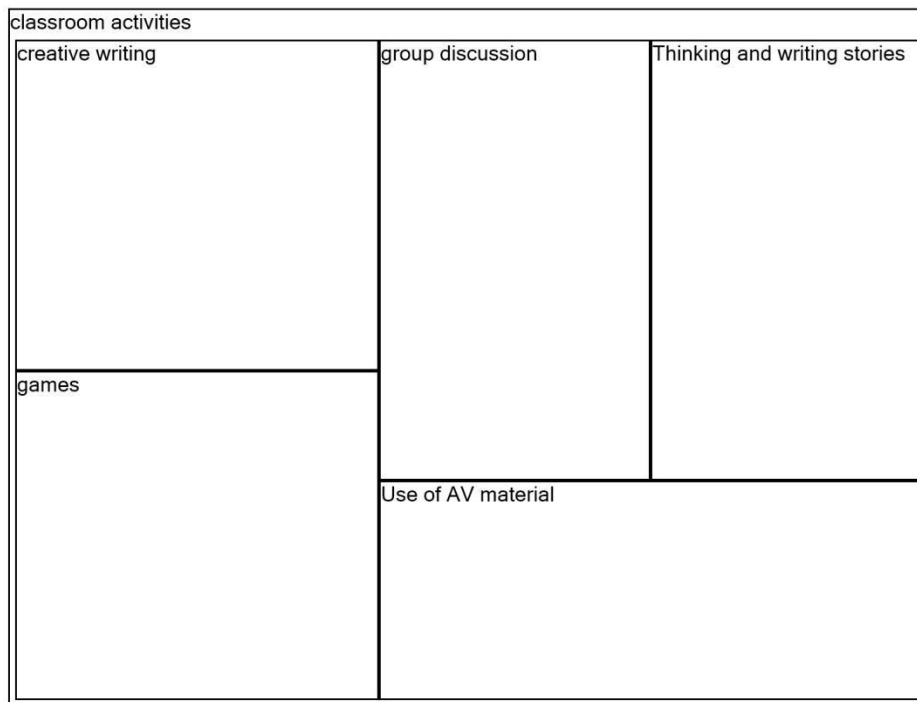 classroom activities
creative writing
group discussion
Thinking and writing stories
games
Use of AV material